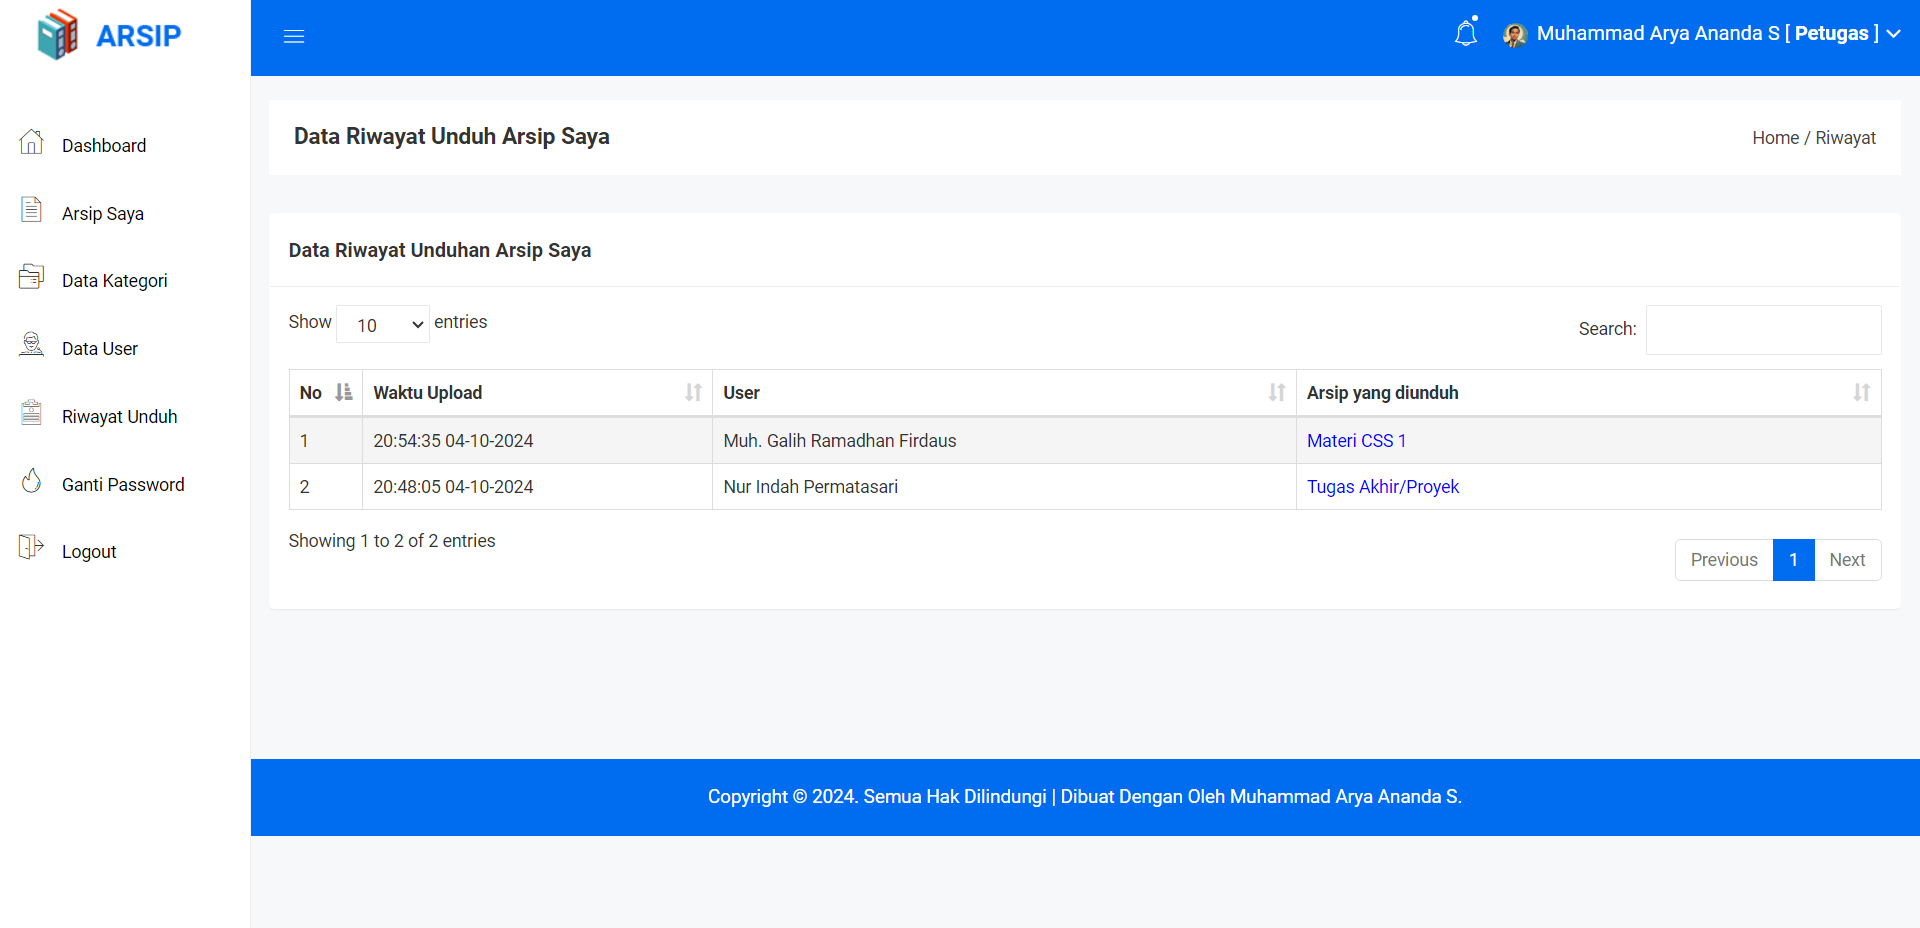 ARSIP
Muhammad Arya Ananda S [ Petugas ]
Dashboard
Arsip Saya
Data Kategori
Data User
Riwayat Unduh
Ganti Password
Logout
Data Riwayat Unduh Arsip Saya
Home / Riwayat
Data Riwayat Unduhan Arsip Saya
Show 10 entries
Search:
No Waktu Upload User Arsip yang diunduh
1 20:54:35 04-10-2024 Muh. Galih Ramadhan Firdaus Materi CSS 1
2 20:48:05 04-10-2024 Nur Indah Permatasari Tugas Akhir/Proyek
Showing 1 to 2 of 2 entries
Previous 1 Next
Copyright © 2024. Semua Hak Dilindungi | Dibuat Dengan Oleh Muhammad Arya Ananda S.